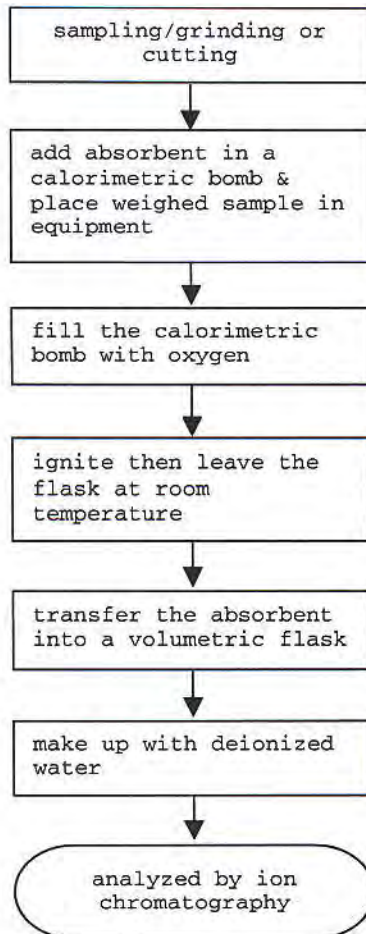 sampling/grinding or
cutting
add absorbent in a
calorimetric bomb &
place weighed sample in
equipment
fill the calorimetric
bomb with oxygen
ignite then leave the
flask at room
temperature
transfer the absorbent
into a volumetric flask
make up with deionized
water
analyzed by ion
chromatography